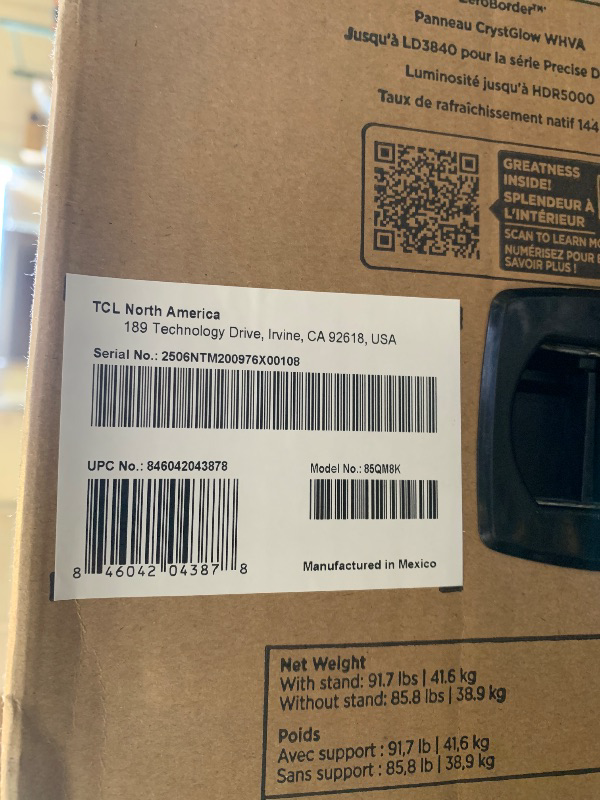 ZeroBorder™*
Panneau CrystGlow WHVA
Jusqu'à LD3840 pour la série Precise D
Luminosité jusqu'à HDR5000
Taux de rafraîchissement natif 144
GREATNESS
INSIDE!
SPLENDEUR À
L'INTÉRIEUR
SCAN TO LEARN MO
NUMÉRISEZ POUR E
SAVOIR PLUS !
TCL North America
189 Technology Drive, Irvine, CA 92618, USA
Serial No.: 2506NTM200976X00108
UPC No.: 846042043878
Model No.: 85QM8K
8 46042 04387 8
Manufactured in Mexico
Net Weight
With stand: 91.7 lbs | 41.6 kg
Without stand: 85.8 lbs | 38.9 kg
Poids
Avec support : 91,7 lb | 41,6 kg
Sans support : 85,8 lb | 38,9 kg